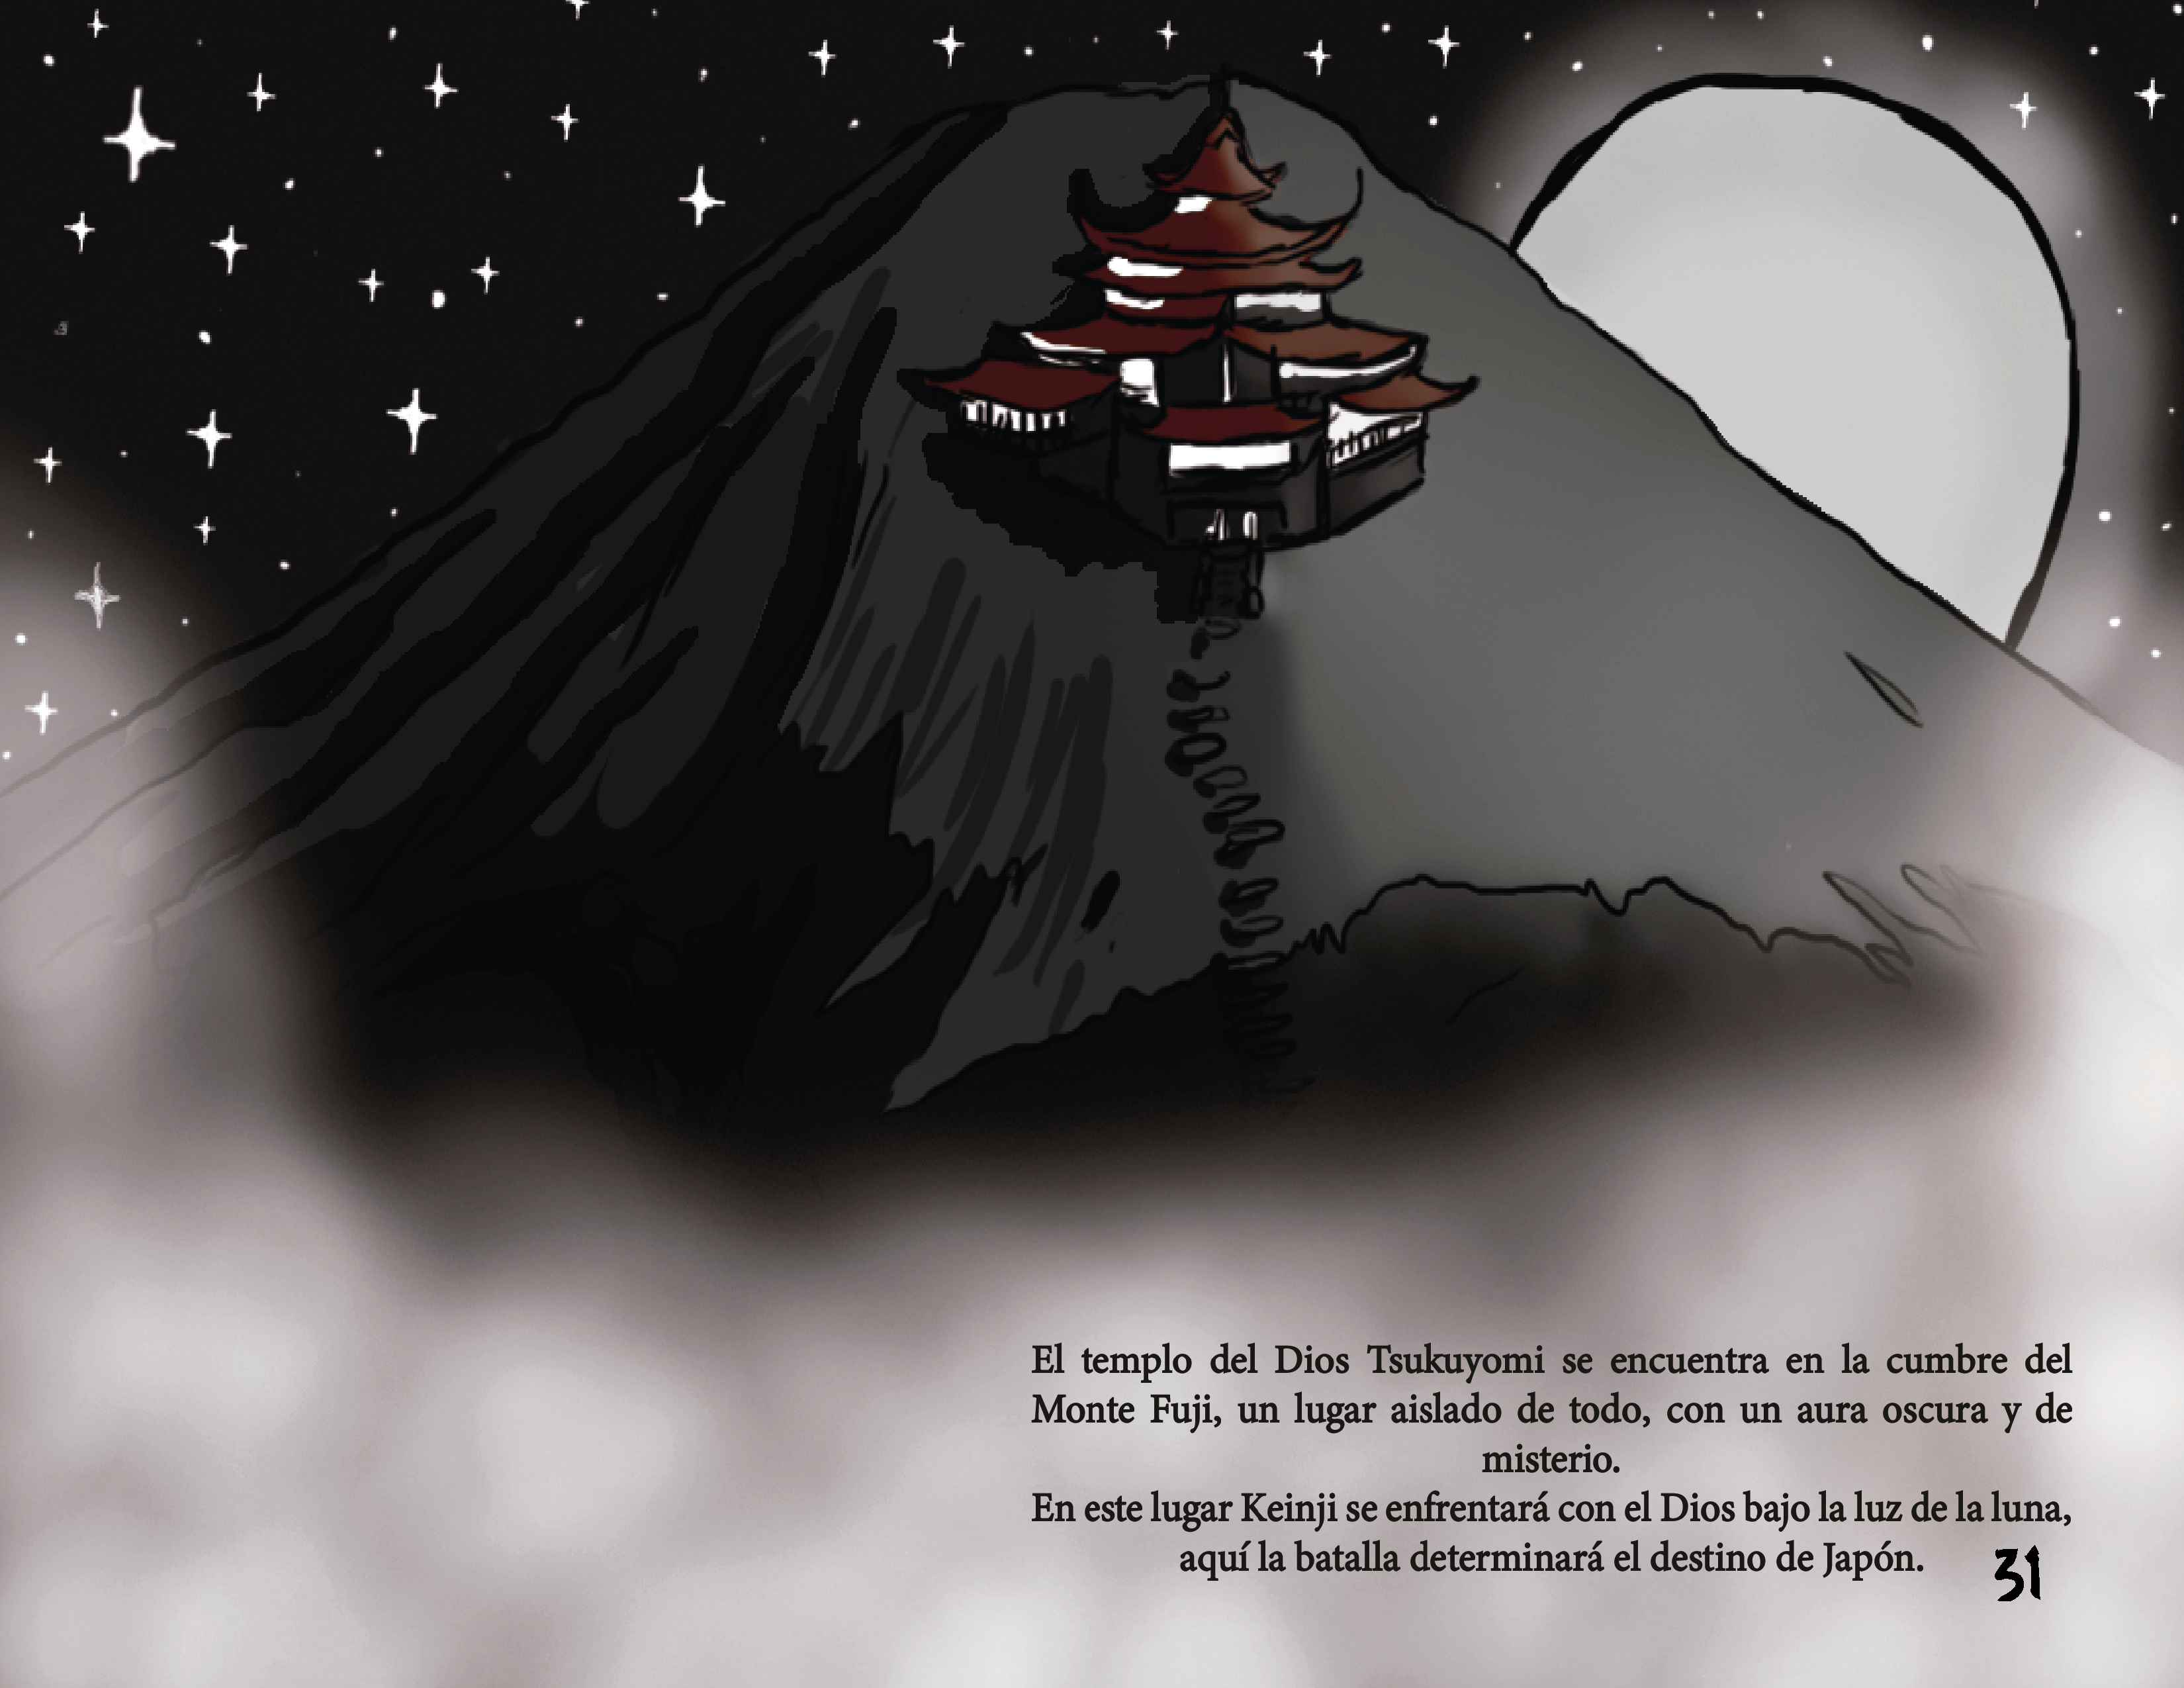 El templo del Dios Tsukuyomi se encuentra en la cumbre del
Monte Fuji, un lugar aislado de todo, con un aura oscura y de
misterio.
En este lugar Keinji se enfrentará con el Dios bajo la luz de la luna,
aquí la batalla determinará el destino de Japón.
31